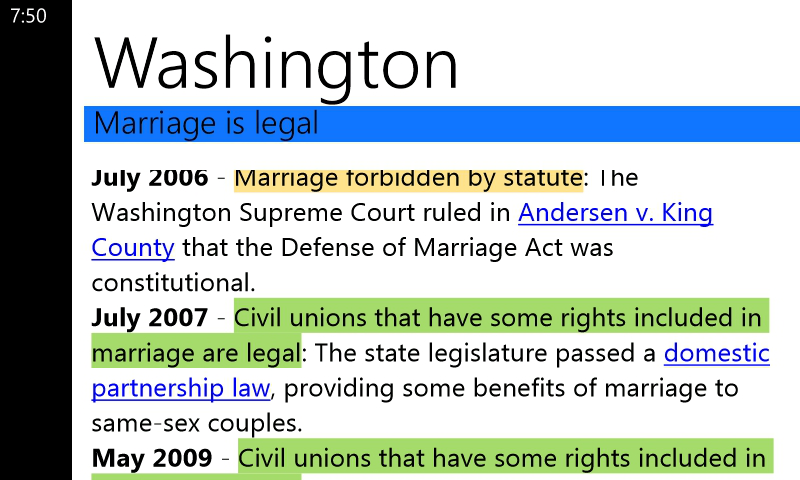 7:50
Washington
Marriage is legal
July 2006 - Marriage forbidden by statute: The
Washington Supreme Court ruled in Andersen v. King
County that the Defense of Marriage Act was
constitutional.
July 2007 - Civil unions that have some rights included in
marriage are legal: The state legislature passed a domestic
partnership law, providing some benefits of marriage to
same-sex couples.
May 2009 - Civil unions that have some rights included in